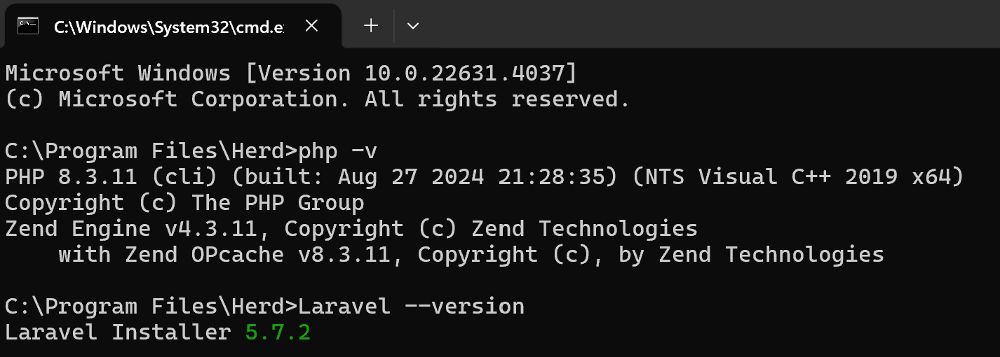 C:\Windows\System32\cmd.e
Microsoft Windows [Version 10.0.22631.4037]
(c) Microsoft Corporation. All rights reserved.
C:\Program Files\Herd>php -v
PHP 8.3.11 (cli) (built: Aug 27 2024 21:28:35) (NTS Visual C++ 2019 x64)
Copyright (c) The PHP Group
Zend Engine v4.3.11, Copyright (c) Zend Technologies
    with Zend OPcache v8.3.11, Copyright (c), by Zend Technologies
C:\Program Files\Herd>Laravel --version
Laravel Installer 5.7.2